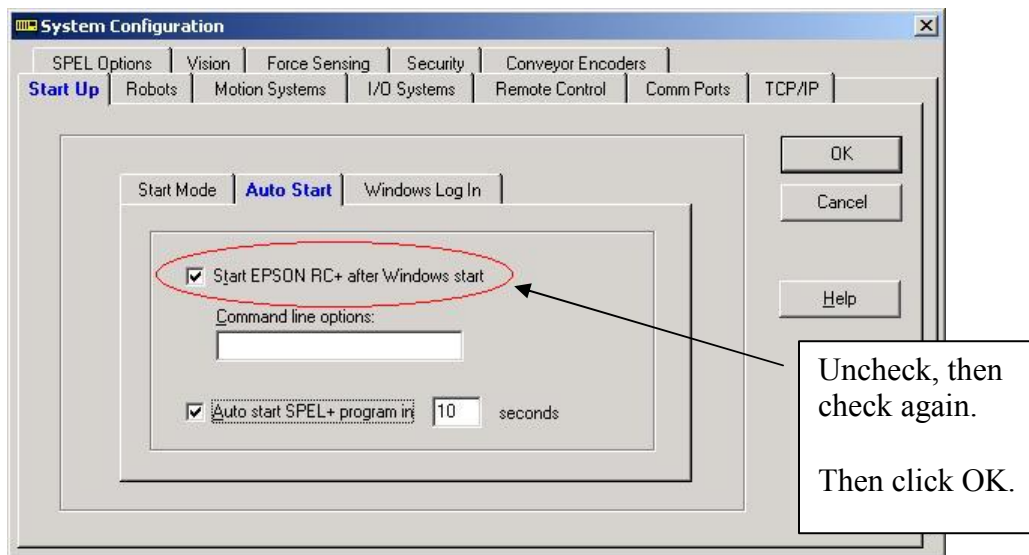 System Configuration
SPEL Options Vision Force Sensing Security Conveyor Encoders
Start Up Robots Motion Systems I/O Systems Remote Control Comm Ports TCP/IP
OK
Start Mode Auto Start Windows Log In
Cancel
Start EPSON RC+ after Windows start
Help
Command line options:
Auto start SPEL+ program in 10 seconds
Uncheck, then
check again.
Then click OK.